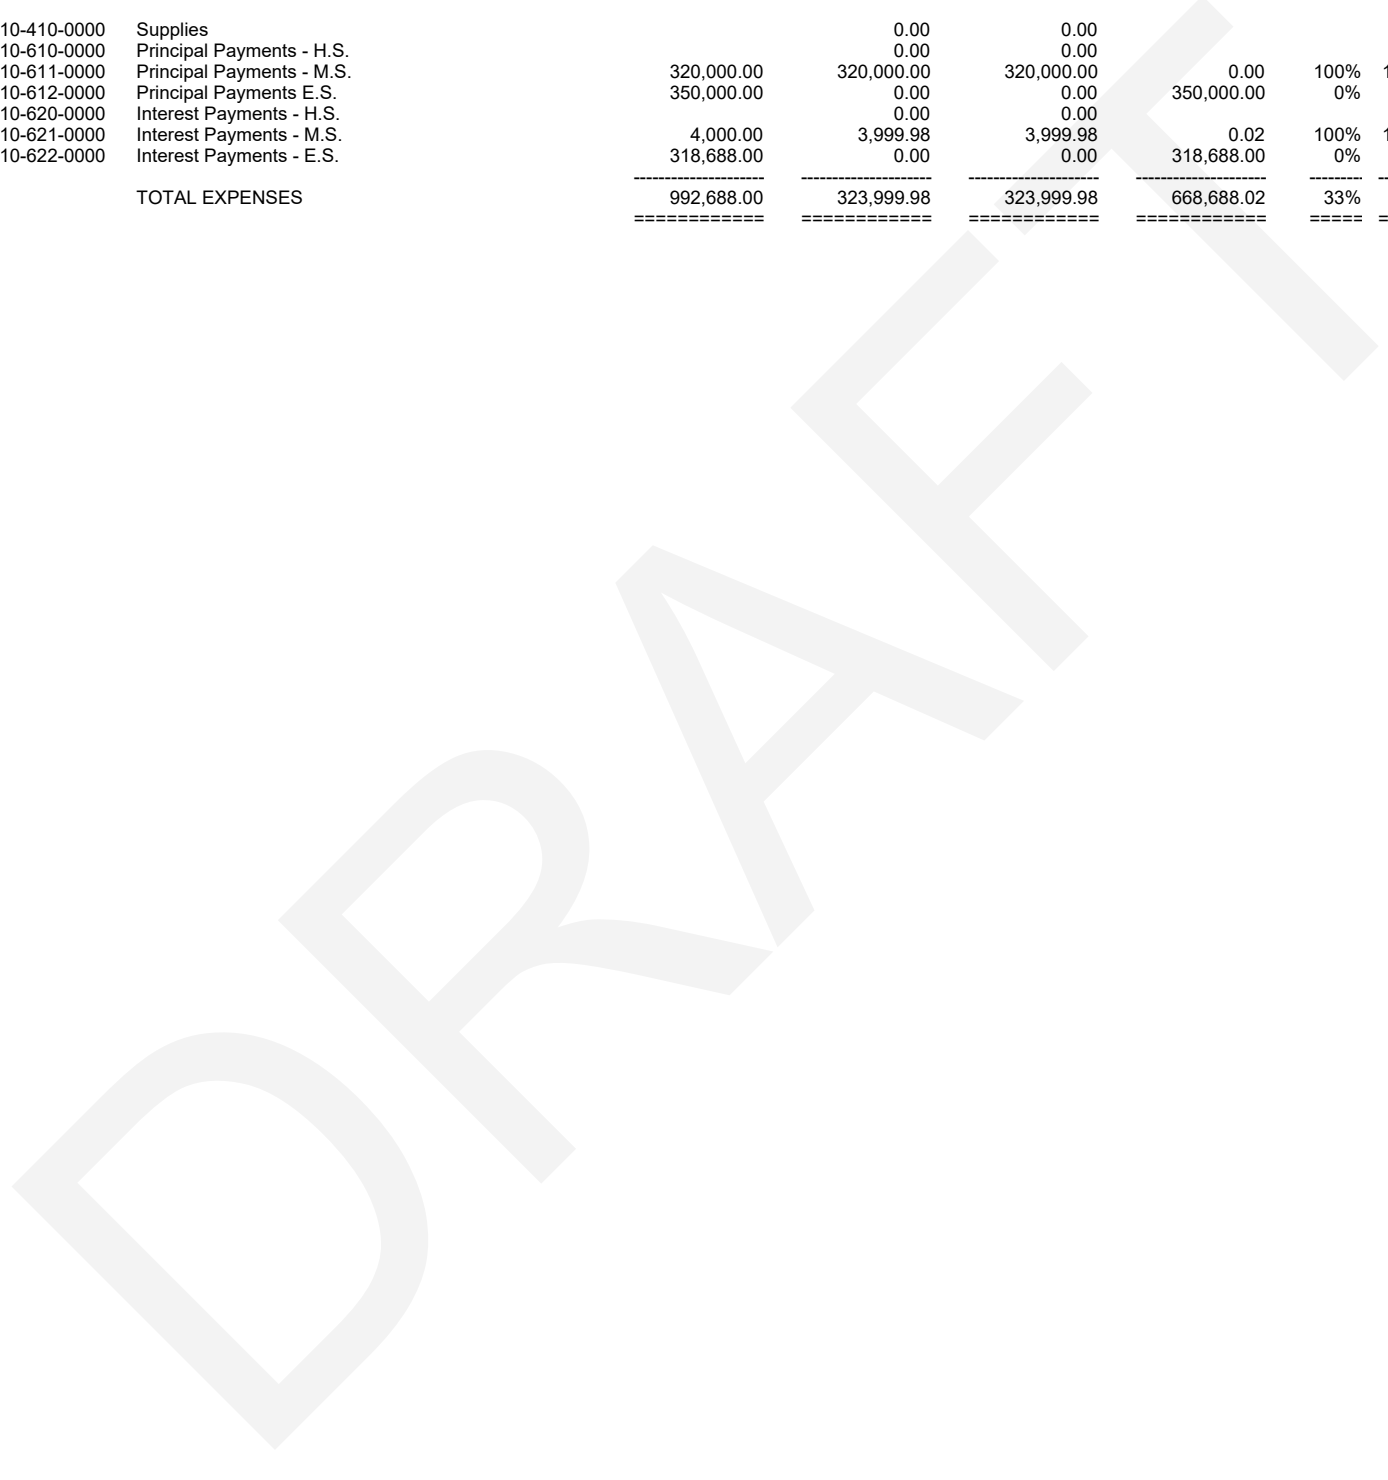 10-410-0000 Supplies 0.00 0.00
10-610-0000 Principal Payments - H.S. 0.00 0.00
10-611-0000 Principal Payments - M.S. 320,000.00 320,000.00 320,000.00 0.00 100%
10-612-0000 Principal Payments E.S. 350,000.00 0.00 0.00 350,000.00 0%
10-620-0000 Interest Payments - H.S. 0.00 0.00
10-621-0000 Interest Payments - M.S. 4,000.00 3,999.98 3,999.98 0.02 100%
10-622-0000 Interest Payments - E.S. 318,688.00 0.00 0.00 318,688.00 0%
TOTAL EXPENSES 992,688.00 323,999.98 323,999.98 668,688.02 33%
DRAFT